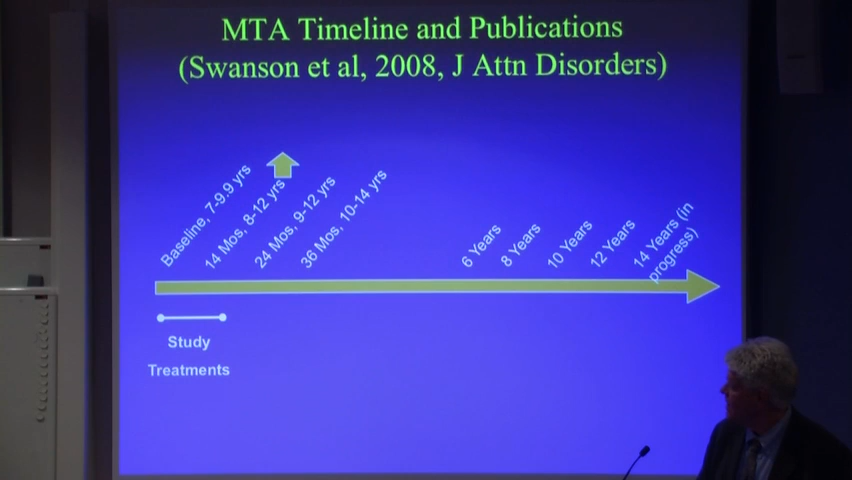 MTA Timeline and Publications
(Swanson et al, 2008, J Attn Disorders)
Baseline, 7-9.9 yrs
14 Mos, 8-12 yrs
24 Mos, 9-12 yrs
36 Mos, 10-14 yrs
6 Years
8 Years
10 Years
12 Years
14 Years (in
progress)
Study
Treatments